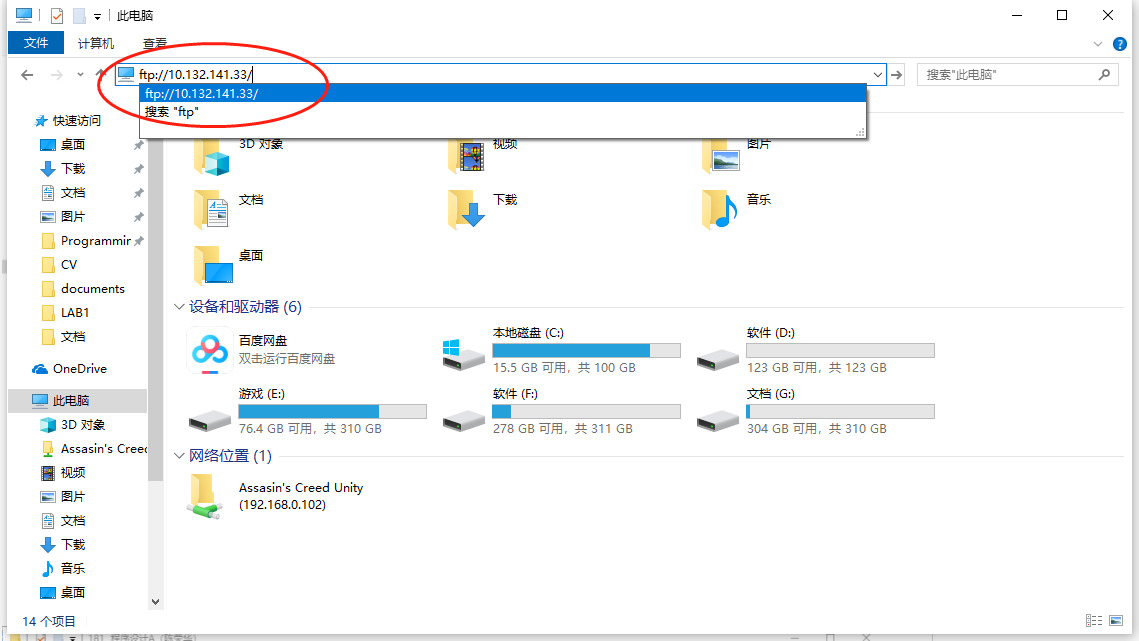 此电脑
文件 计算机 查看
ftp://10.132.141.33/
搜索"此电脑"
ftp://10.132.141.33/
搜索 "ftp"
快速访问
桌面
下载
文档
图片
Programmir
CV
documents
LAB1
文档
OneDrive
此电脑
3D 对象
Assasin's Creed
视频
图片
文档
下载
音乐
桌面
3D 对象
视频
图片
文档
下载
音乐
桌面
设备和驱动器 (6)
百度网盘
双击运行百度网盘
本地磁盘 (C:)
15.5 GB 可用，共 100 GB
软件 (D:)
123 GB 可用，共 123 GB
游戏 (E:)
76.4 GB 可用，共 310 GB
软件 (F:)
278 GB 可用，共 311 GB
文档 (G:)
304 GB 可用，共 310 GB
网络位置 (1)
Assasin's Creed Unity
(192.168.0.102)
14 个项目